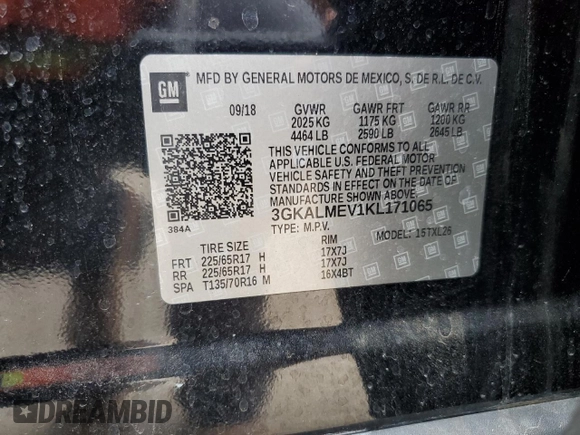 GM
MFD BY GENERAL MOTORS DE MEXICO, S. DE R.L. DE C.V.
09/18 GVWR GAWR FRT GAWR RR
2025 KG 1175 KG 1200 KG
4464 LB 2590 LB 2645 LB
THIS VEHICLE CONFORMS TO ALL
APPLICABLE U.S. FEDERAL MOTOR
VEHICLE SAFETY AND THEFT PREVENTION
STANDARDS IN EFFECT ON THE DATE OF
MANUFACTURE SHOWN ABOVE.
3GKALMEV1KL171065
384A TYPE: M.P.V. MODEL: 15TXL26
TIRE SIZE RIM
FRT 225/65R17 H 17X7J
RR 225/65R17 H 17X7J
SPA T135/70R16 M 16X4BT
DREAMBID